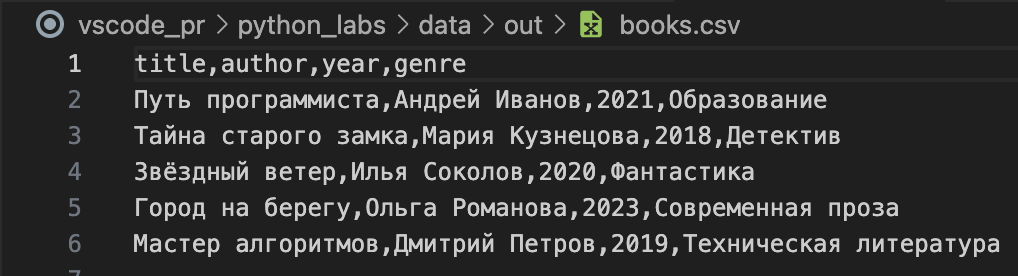 vscode_pr > python_labs > data > out > books.csv
1 title,author,year,genre
2 Путь программиста,Андрей Иванов,2021,Образование
3 Тайна старого замка,Мария Кузнецова,2018,Детектив
4 Звёздный ветер,Илья Соколов,2020,Фантастика
5 Город на берегу,Ольга Романова,2023,Современная проза
6 Мастер алгоритмов,Дмитрий Петров,2019,Техническая литература
7